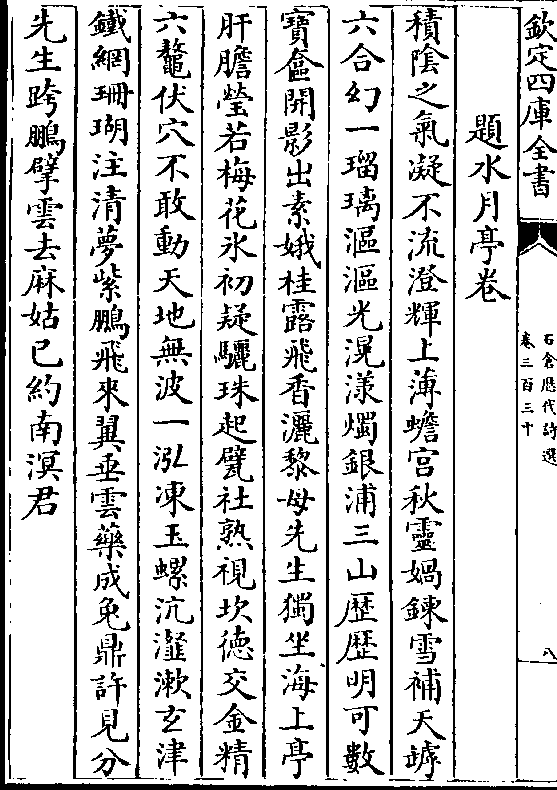 欽定四庫全書
石倉歷代詩選
卷三百三十
八
題水月亭卷
積陰之氣凝不流澄輝上薄蟾宮秋靈媧鍊雪補天罅
六合幻一瑠璃漚漚光滉漾燭銀浦三山歴歴明可數
寶奩開影出素娥桂露飛香灑黎母先生獨坐海上亭
肝膽瑩若梅花氷初疑驪珠起甓社熟視坎德交金精
六鼇伏穴不敢動天地無波一泓凍玉螺沆瀣漱玄津
鐵網珊瑚注清夢紫鵬飛來翼垂雲藥成兔鼎許見分
先生跨鵬擘雲去麻姑已約南溟君